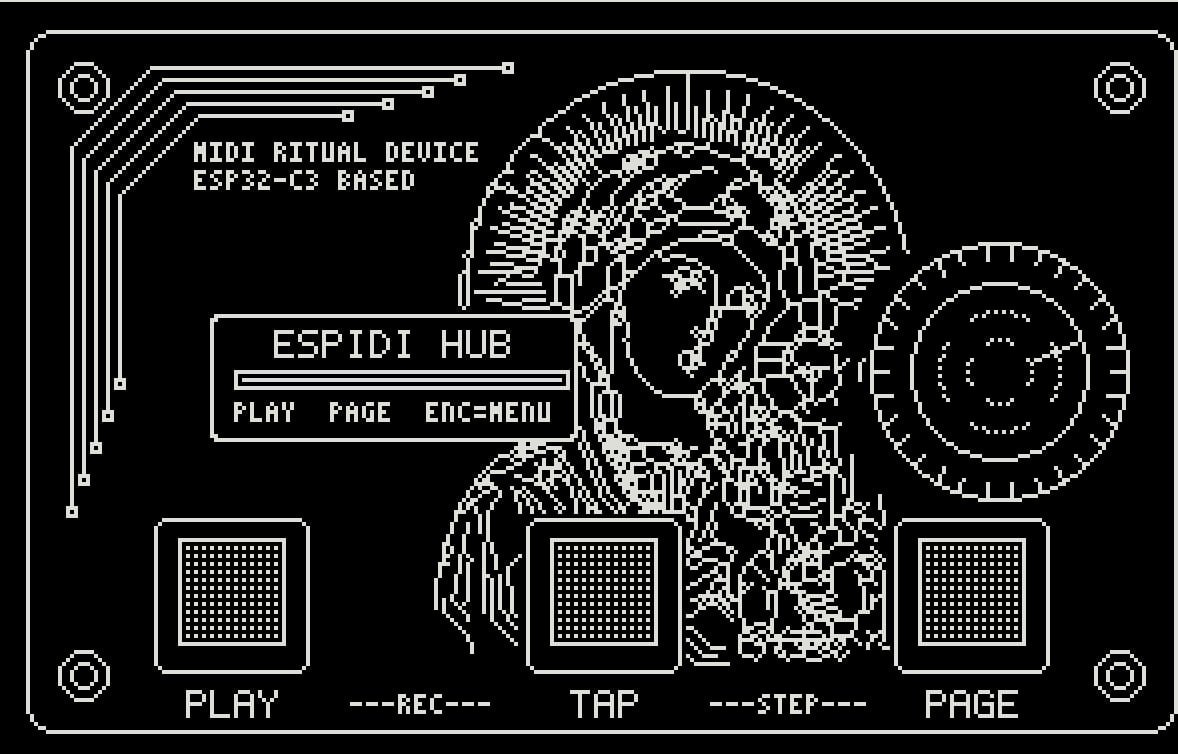 MIDI RITUAL DEVICE
ESP32-C3 BASED
ESPIDI HUB
PLAY PAGE ENC=MENU
PLAY ---REC--- TAP ---STEP--- PAGE